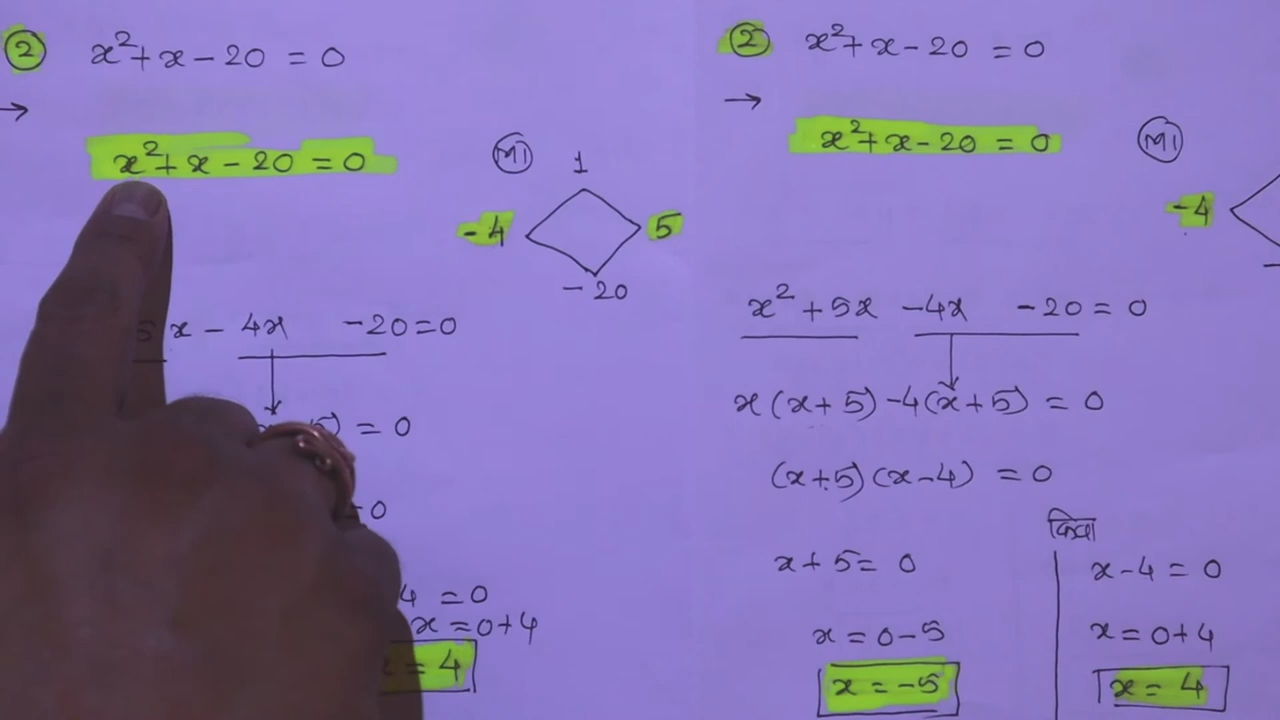 ② x²+x-20 = 0
→
x²+x-20 = 0
M1
1
-4 5
-20
5x - 4x -20=0
5) = 0
=0
4 =0
x =0+4
x = 4
② x²+x-20 = 0
→
x²+x-20 = 0
M1
-4
x²+5x -4x -20=0
x(x+5)-4(x+5) = 0
(x+5)(x-4) = 0
किंवा
x+5= 0
x = 0-5
x = -5
x-4 = 0
x = 0+4
x = 4